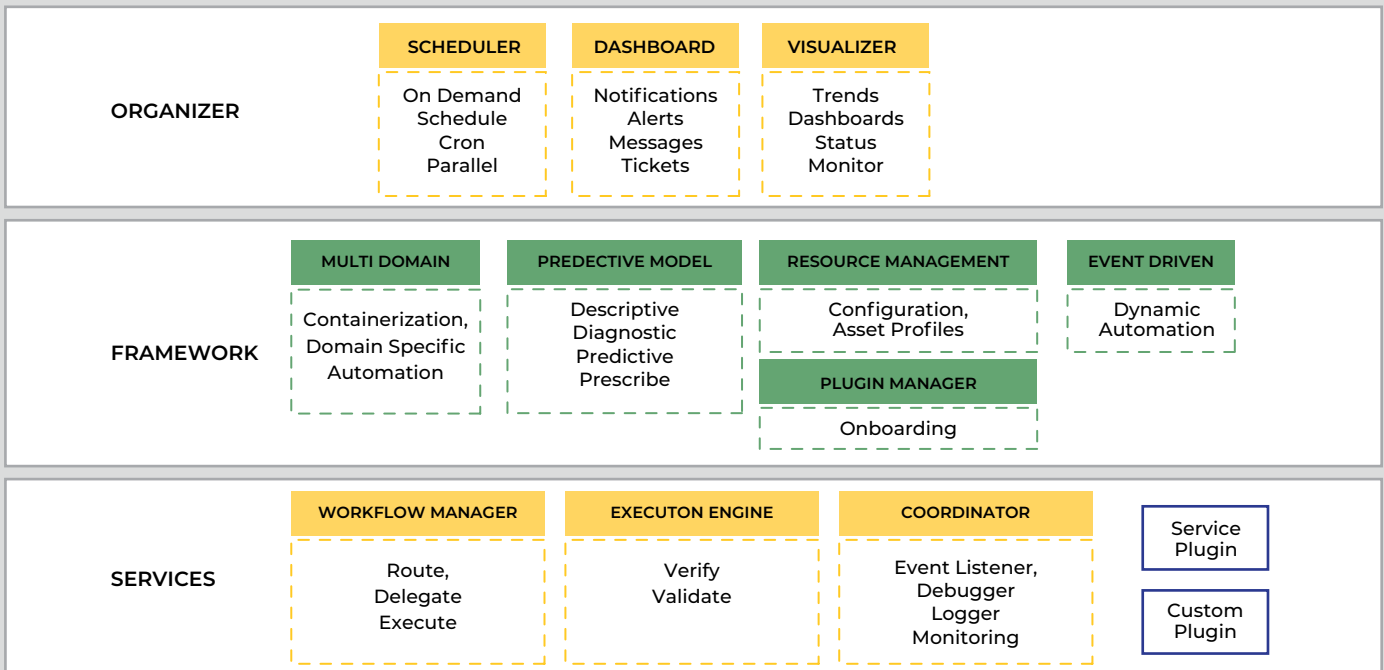 ORGANIZER
SCHEDULER
On Demand
Schedule
Cron
Parallel
DASHBOARD
Notifications
Alerts
Messages
Tickets
VISUALIZER
Trends
Dashboards
Status
Monitor
FRAMEWORK
MULTI DOMAIN
Containerization,
Domain Specific
Automation
PREDECTIVE MODEL
Descriptive
Diagnostic
Predictive
Prescribe
RESOURCE MANAGEMENT
Configuration,
Asset Profiles
PLUGIN MANAGER
Onboarding
EVENT DRIVEN
Dynamic
Automation
SERVICES
WORKFLOW MANAGER
Route,
Delegate
Execute
EXECUTON ENGINE
Verify
Validate
COORDINATOR
Event Listener,
Debugger
Logger
Monitoring
Service
Plugin
Custom
Plugin